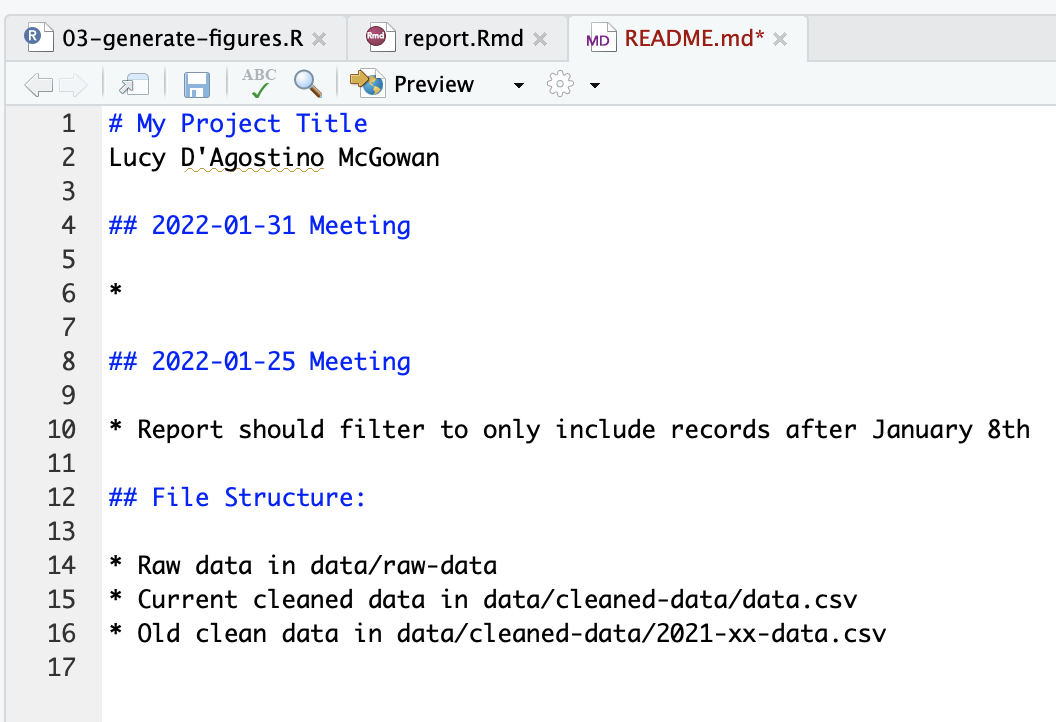 03-generate-figures.R
report.Rmd
README.md*
ABC
Preview
1 # My Project Title
2 Lucy D'Agostino McGowan
3
4 ## 2022-01-31 Meeting
5
6 *
7
8 ## 2022-01-25 Meeting
9
10 * Report should filter to only include records after January 8th
11
12 ## File Structure:
13
14 * Raw data in data/raw-data
15 * Current cleaned data in data/cleaned-data/data.csv
16 * Old clean data in data/cleaned-data/2021-xx-data.csv
17